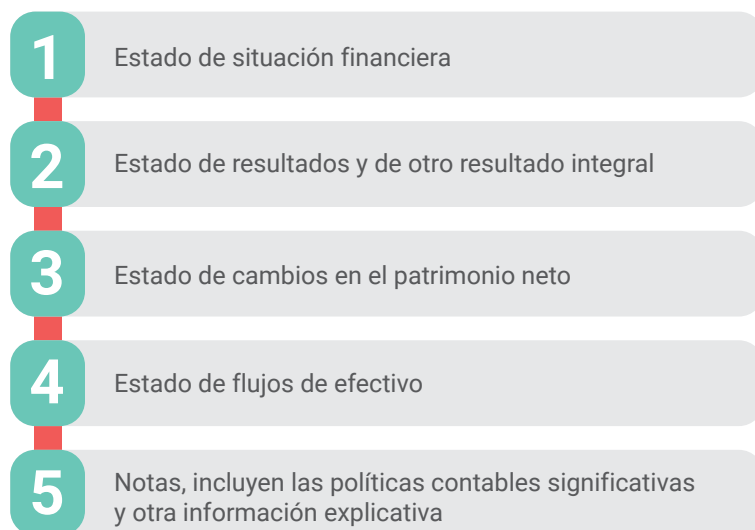 1
Estado de situación financiera
2
Estado de resultados y de otro resultado integral
3
Estado de cambios en el patrimonio neto
4
Estado de flujos de efectivo
5
Notas, incluyen las políticas contables significativas
y otra información explicativa